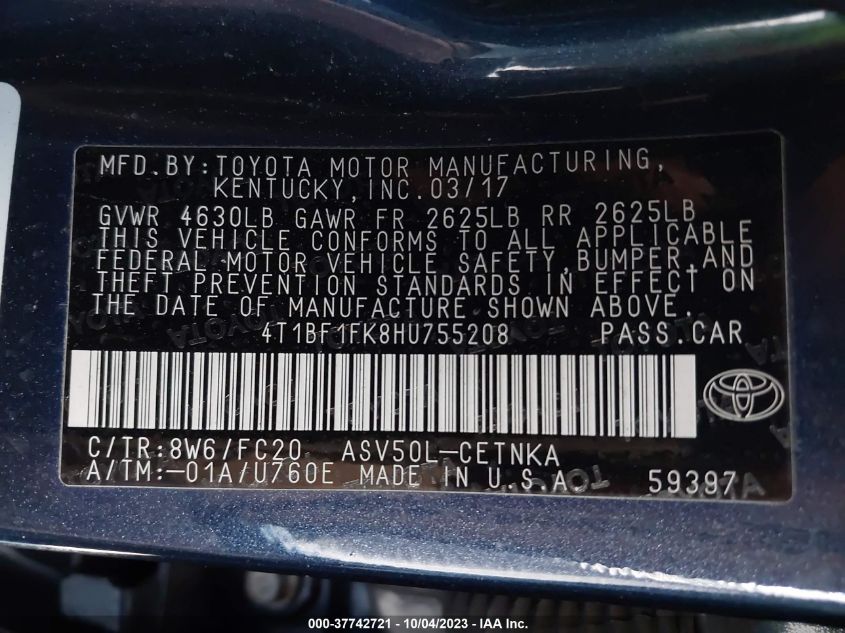 MFD.BY:TOYOTA MOTOR MANUFACTURING,
KENTUCKY,INC.03/17
GVWR 4630LB GAWR FR 2625LB RR 2625LB
THIS VEHICLE CONFORMS TO ALL APPLICABLE
FEDERAL MOTOR VEHICLE SAFETY,BUMPER,AND
THEFT PREVENTION STANDARDS IN EFFECT ON
THE DATE OF MANUFACTURE SHOWN ABOVE.
4T1BF1FK8HU755208 PASS.CAR
C/TR:8W6/FC20 ASV50L-CETNKA
A/TM:-01A/U760E MADE IN U.S.A. 59397
000-37742721 - 10/04/2023 - IAA Inc.